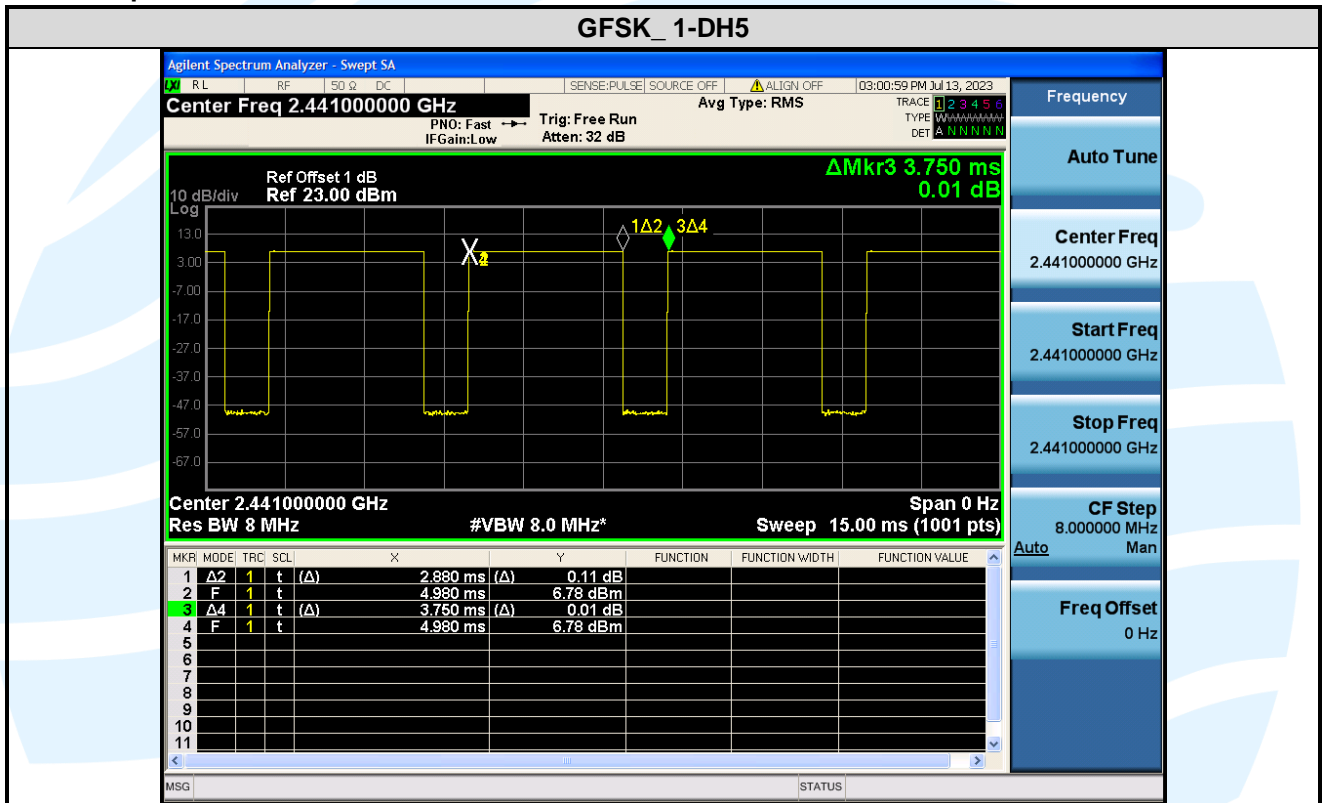 GFSK_ 1-DH5
Agilent Spectrum Analyzer - Swept SA
LXI RL RF 50 Ω DC SENSE:PULSE SOURCE OFF ALIGN OFF 03:00:59 PM Jul 13, 2023
Center Freq 2.441000000 GHz
PNO: Fast
IFGain:Low
Trig: Free Run
Atten: 32 dB
Avg Type: RMS
TRACE 1 2 3 4 5 6
TYPE WWWWWW
DET A N N N N N
ΔMkr3 3.750 ms
0.01 dB
Ref Offset 1 dB
10 dB/div Ref 23.00 dBm
Log
13.0
3.00
-7.00
-17.0
-27.0
-37.0
-47.0
-57.0
-67.0
1Δ2 3Δ4
X
Center 2.441000000 GHz Span 0 Hz
Res BW 8 MHz #VBW 8.0 MHz* Sweep 15.00 ms (1001 pts)
MKR MODE TRC SCL X Y FUNCTION FUNCTION WIDTH FUNCTION VALUE
1 Δ2 1 t (Δ) 2.880 ms (Δ) 0.11 dB
2 F 1 t 4.980 ms 6.78 dBm
3 Δ4 1 t (Δ) 3.750 ms (Δ) 0.01 dB
4 F 1 t 4.980 ms 6.78 dBm
5
6
7
8
9
10
11
MSG STATUS
Frequency
Auto Tune
Center Freq
2.441000000 GHz
Start Freq
2.441000000 GHz
Stop Freq
2.441000000 GHz
CF Step
8.000000 MHz
Auto Man
Freq Offset
0 Hz